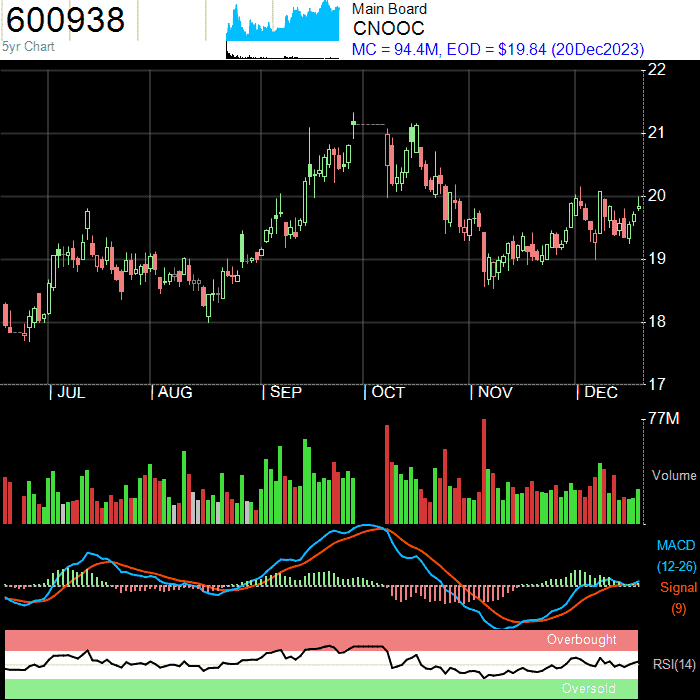 600938
5yr Chart
Main Board
CNOOC
MC = 94.4M, EOD = $19.84 (20Dec2023)
22
21
20
19
18
17
JUL AUG SEP OCT NOV DEC
77M
Volume
MACD
(12-26)
Signal
(9)
Overbought
RSI(14)
Oversold